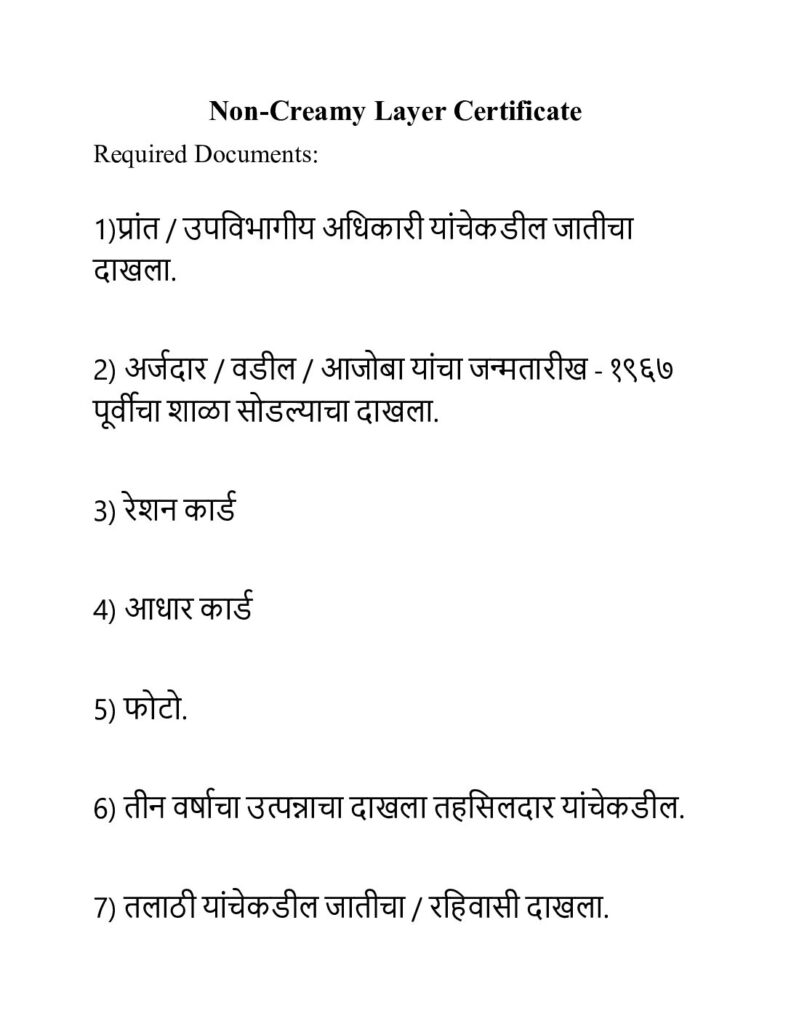 Non-Creamy Layer Certificate
Required Documents:
1)प्रांत / उपविभागीय अधिकारी यांचेकडील जातीचा
दाखला.
2) अर्जदार / वडील / आजोबा यांचा जन्मतारीख - १९६७
पूर्वीचा शाळा सोडल्याचा दाखला.
3) रेशन कार्ड
4) आधार कार्ड
5) फोटो.
6) तीन वर्षाचा उत्पन्नाचा दाखला तहसिलदार यांचेकडील.
7) तलाठी यांचेकडील जातीचा / रहिवासी दाखला.